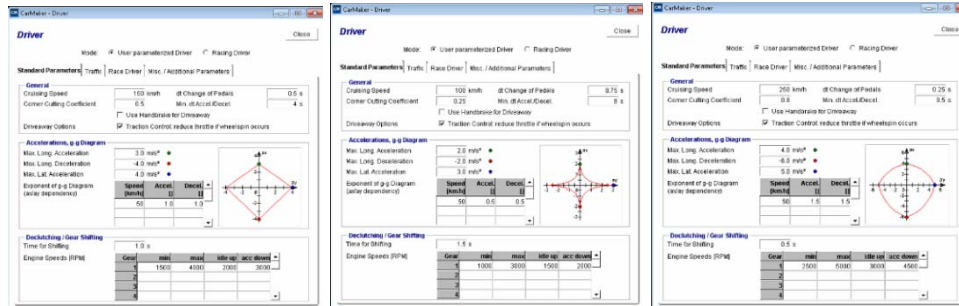 CarMaker - Driver
Driver
Close
Mode: User parameterized Driver Racing Driver
Standard Parameters Traffic Race Driver Misc. / Additional Parameters
General
Cruising Speed 150 km/h dt Change of Pedals 0.5 s
Corner Cutting Coefficient 0.5 Min. dt Accel./Decel. 4 s
Use Handbrake for Driveaway
Driveaway Options Traction Control: reduce throttle if wheelspin occurs
Accelerations, g-g Diagram
Max. Long. Acceleration 3.0 m/s²
Max. Long. Deceleration -4.0 m/s²
Max. Lat. Acceleration 4.0 m/s²
Exponent of g-g Diagram Speed Accel. Decel.
(ax/ay dependency) [km/h] [] []
50 1.0 1.0
Declutching / Gear Shifting
Time for Shifting 1.0 s
Engine Speeds [RPM] Gear min max idle up acc down
1 1500 4000 2000 3000
2
3
4
CarMaker - Driver
Driver
Close
Mode: User parameterized Driver Racing Driver
Standard Parameters Traffic Race Driver Misc. / Additional Parameters
General
Cruising Speed 100 km/h dt Change of Pedals 0.75 s
Corner Cutting Coefficient 0.25 Min. dt Accel./Decel. 8 s
Use Handbrake for Driveaway
Driveaway Options Traction Control: reduce throttle if wheelspin occurs
Accelerations, g-g Diagram
Max. Long. Acceleration 2.0 m/s²
Max. Long. Deceleration -2.0 m/s²
Max. Lat. Acceleration 3.0 m/s²
Exponent of g-g Diagram Speed Accel. Decel.
(ax/ay dependency) [km/h] [] []
50 0.5 0.5
Declutching / Gear Shifting
Time for Shifting 1.5 s
Engine Speeds [RPM] Gear min max idle up acc down
1 1000 3000 1500 2000
2
3
4
CarMaker - Driver
Driver
Close
Mode: User parameterized Driver Racing Driver
Standard Parameters Traffic Race Driver Misc. / Additional Parameters
General
Cruising Speed 250 km/h dt Change of Pedals 0.25 s
Corner Cutting Coefficient Min. dt Accel./Decel. 0.5 s
Use Handbrake for Driveaway
Driveaway Options Traction Control: reduce throttle if wheelspin occurs
Accelerations, g-g Diagram
Max. Long. Acceleration 4.0 m/s²
Max. Long. Deceleration -6.0 m/s²
Max. Lat. Acceleration 5.0 m/s²
Exponent of g-g Diagram Speed Accel. Decel.
(ax/ay dependency) [km/h] [] []
50 1.5 1.5
Declutching / Gear Shifting
Time for Shifting 0.5 s
Engine Speeds [RPM] Gear min max idle up acc down
1 2500 5000 3000 4500
2
3
4